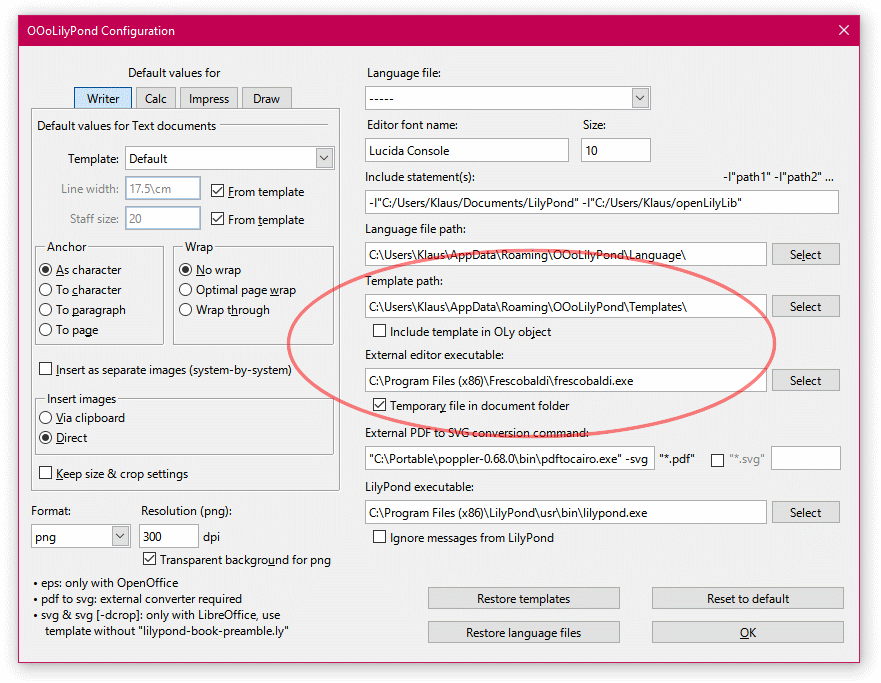 OOoLilyPond Configuration
Default values for
Writer Calc Impress Draw
Default values for Text documents
Template: Default
Line width: 17.5\cm From template
Staff size: 20 From template
Anchor
As character
To character
To paragraph
To page
Wrap
No wrap
Optimal page wrap
Wrap through
Insert as separate images (system-by-system)
Insert images
Via clipboard
Direct
Keep size & crop settings
Format: Resolution (png):
png 300 dpi
Transparent background for png
• eps: only with OpenOffice
• pdf to svg: external converter required
• svg & svg [-dcrop]: only with LibreOffice, use
template without "lilypond-book-preamble.ly"
Language file:
-----
Editor font name: Size:
Lucida Console 10
Include statement(s): -I"path1" -I"path2" ...
-I"C:/Users/Klaus/Documents/LilyPond" -I"C:/Users/Klaus/openLilyLib"
Language file path:
C:\Users\Klaus\AppData\Roaming\OOoLilyPond\Language\ Select
Template path:
C:\Users\Klaus\AppData\Roaming\OOoLilyPond\Templates\ Select
Include template in OLy object
External editor executable:
C:\Program Files (x86)\Frescobaldi\frescobaldi.exe Select
Temporary file in document folder
External PDF to SVG conversion command:
"C:\Portable\poppler-0.68.0\bin\pdftocairo.exe" -svg "*.pdf" "*.svg"
LilyPond executable:
C:\Program Files (x86)\LilyPond\usr\bin\lilypond.exe Select
Ignore messages from LilyPond
Restore templates Reset to default
Restore language files OK